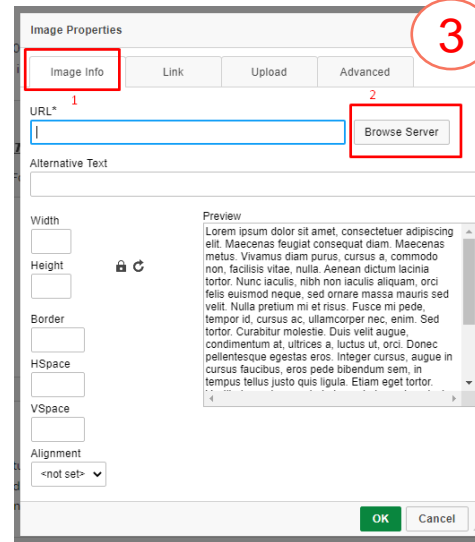 Image Properties
3
Image Info
Link
Upload
Advanced
1
2
URL*
Browse Server
Alternative Text
Width
Preview
Lorem ipsum dolor sit amet, consectetuer adipiscing
elit. Maecenas feugiat consequat diam. Maecenas
metus. Vivamus diam purus, cursus a, commodo
non, facilisis vitae, nulla. Aenean dictum lacinia
tortor. Nunc iaculis, nibh non iaculis aliquam, orci
felis euismod neque, sed ornare massa mauris sed
velit. Nulla pretium mi et risus. Fusce mi pede,
tempor id, cursus ac, ullamcorper nec, enim. Sed
tortor. Curabitur molestie. Duis velit augue,
condimentum at, ultrices a, luctus ut, orci. Donec
pellentesque egestas eros. Integer cursus, augue in
cursus faucibus, eros pede bibendum sem, in
tempus tellus justo quis ligula. Etiam eget tortor.
Height
Border
HSpace
VSpace
Alignment
<not set>
OK
Cancel